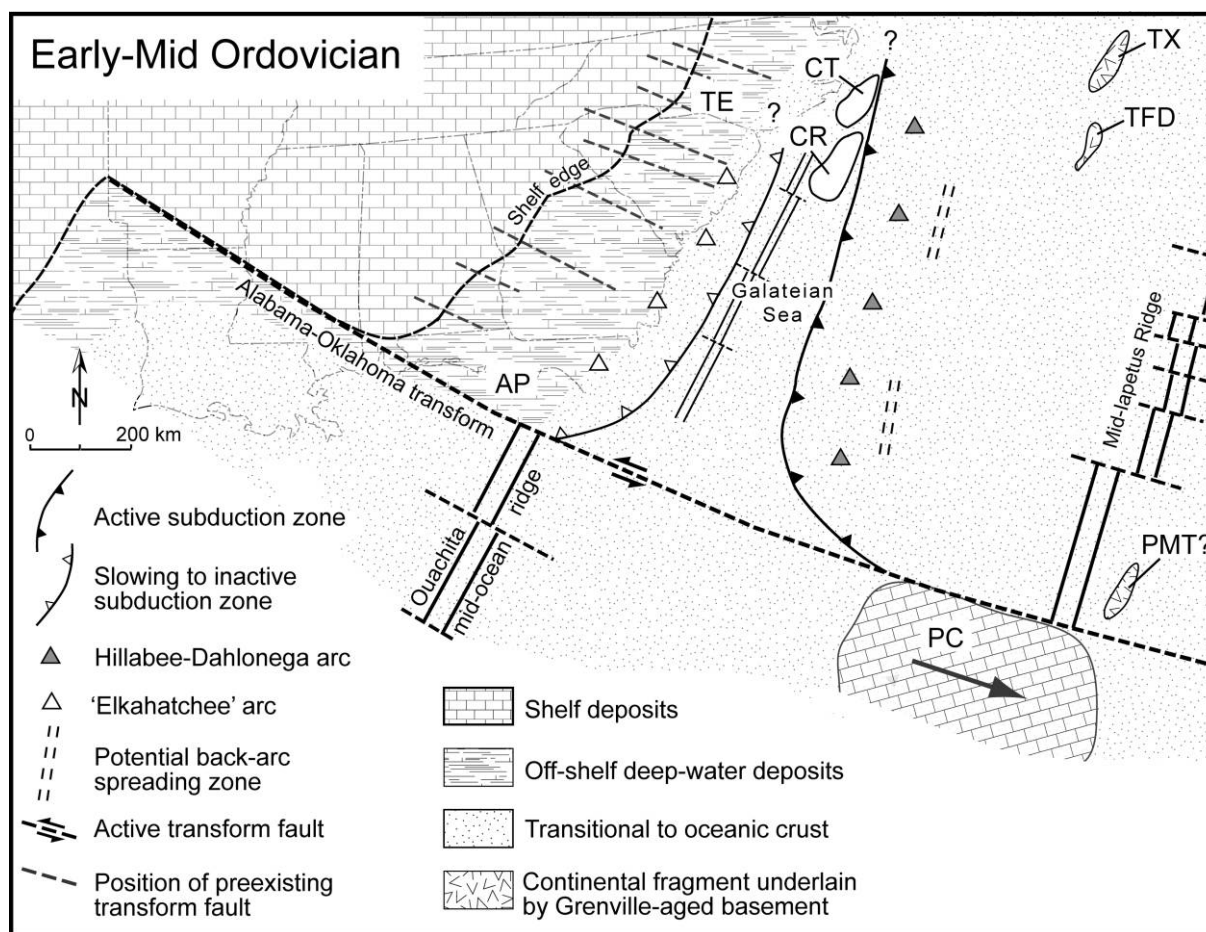 Early-Mid Ordovician
?
TX
CT
TE
TFD
?
CR
Shelf edge
Galateian
Sea
Mid-Iapetus Ridge
Alabama-Oklahoma transform
AP
N
0
200 km
Ouachita
mid-ocean
ridge
PMT?
PC
Active subduction zone
Slowing to inactive
subduction zone
Hillabee-Dahlonega arc
‘Elkahatchee’ arc
Potential back-arc
spreading zone
Active transform fault
Position of preexisting
transform fault
Shelf deposits
Off-shelf deep-water deposits
Transitional to oceanic crust
Continental fragment underlain
by Grenville-aged basement